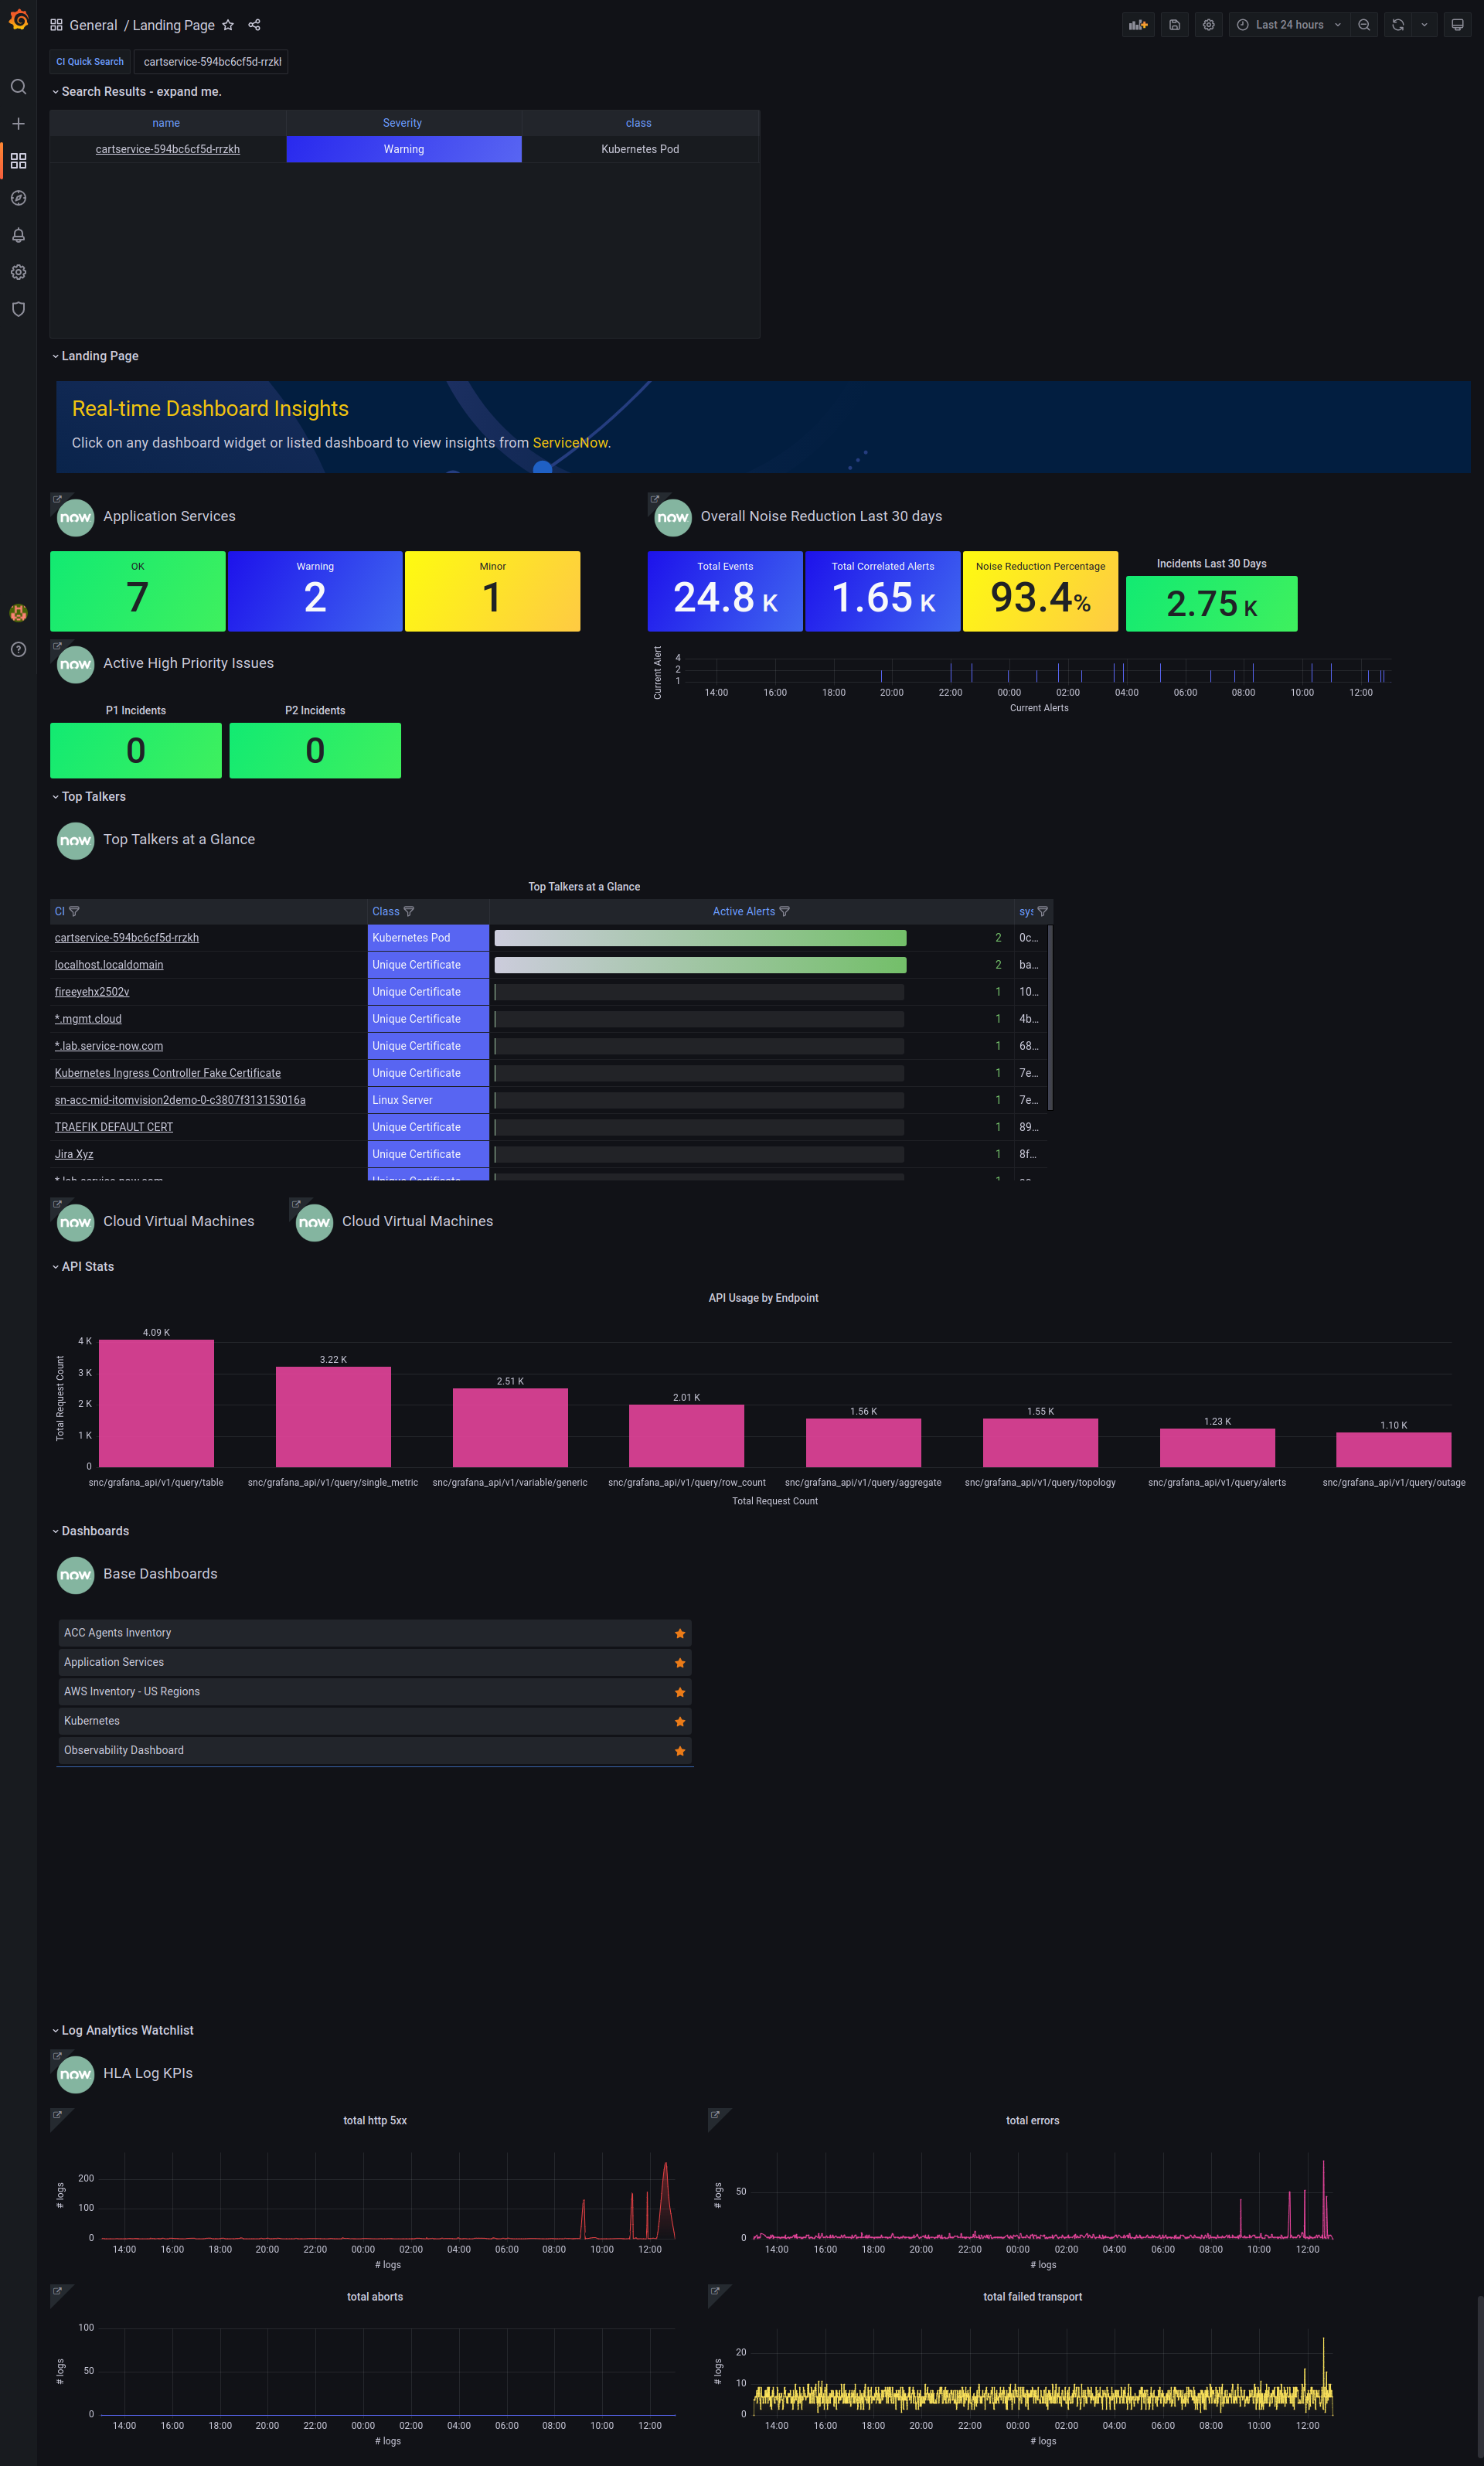 General / Landing Page
Last 24 hours
CI Quick Search
cartservice-594bc6cf5d-rrzkl
Search Results - expand me.
name Severity class
cartservice-594bc6cf5d-rrzkh Warning Kubernetes Pod
Landing Page
Real-time Dashboard Insights
Click on any dashboard widget or listed dashboard to view insights from ServiceNow.
now Application Services
OK Warning Minor
7 2 1
now Overall Noise Reduction Last 30 days
Total Events Total Correlated Alerts Noise Reduction Percentage Incidents Last 30 Days
24.8 K 1.65 K 93.4% 2.75 K
now Active High Priority Issues
P1 Incidents P2 Incidents
0 0
Current Alert
4
2
1
14:00 16:00 18:00 20:00 22:00 00:00 02:00 04:00 06:00 08:00 10:00 12:00
Current Alerts
Top Talkers
now Top Talkers at a Glance
Top Talkers at a Glance
CI Class Active Alerts sys
cartservice-594bc6cf5d-rrzkh Kubernetes Pod 2 0c...
localhost.localdomain Unique Certificate 2 ba...
fireeyehx2502v Unique Certificate 1 10...
*.mgmt.cloud Unique Certificate 1 4b...
*.lab.service-now.com Unique Certificate 1 68...
Kubernetes Ingress Controller Fake Certificate Unique Certificate 1 7e...
sn-acc-mid-itomvision2demo-0-c3807f313153016a Linux Server 1 7e...
TRAEFIK DEFAULT CERT Unique Certificate 1 89...
Jira Xyz Unique Certificate 1 8f...
*.lab.service-now.com Unique Certificate 1
now Cloud Virtual Machines
now Cloud Virtual Machines
API Stats
API Usage by Endpoint
Total Request Count
4 K
3 K
2 K
1 K
0
4.09 K 3.22 K 2.51 K 2.01 K 1.56 K 1.55 K 1.23 K 1.10 K
snc/grafana_api/v1/query/table snc/grafana_api/v1/query/single_metric snc/grafana_api/v1/variable/generic snc/grafana_api/v1/query/row_count snc/grafana_api/v1/query/aggregate snc/grafana_api/v1/query/topology snc/grafana_api/v1/query/alerts snc/grafana_api/v1/query/outage
Total Request Count
Dashboards
now Base Dashboards
ACC Agents Inventory
Application Services
AWS Inventory - US Regions
Kubernetes
Observability Dashboard
Log Analytics Watchlist
now HLA Log KPIs
total http 5xx
# logs
200
100
0
14:00 16:00 18:00 20:00 22:00 00:00 02:00 04:00 06:00 08:00 10:00 12:00
# logs
total errors
# logs
50
0
14:00 16:00 18:00 20:00 22:00 00:00 02:00 04:00 06:00 08:00 10:00 12:00
# logs
total aborts
# logs
100
50
0
14:00 16:00 18:00 20:00 22:00 00:00 02:00 04:00 06:00 08:00 10:00 12:00
# logs
total failed transport
# logs
20
10
0
14:00 16:00 18:00 20:00 22:00 00:00 02:00 04:00 06:00 08:00 10:00 12:00
# logs